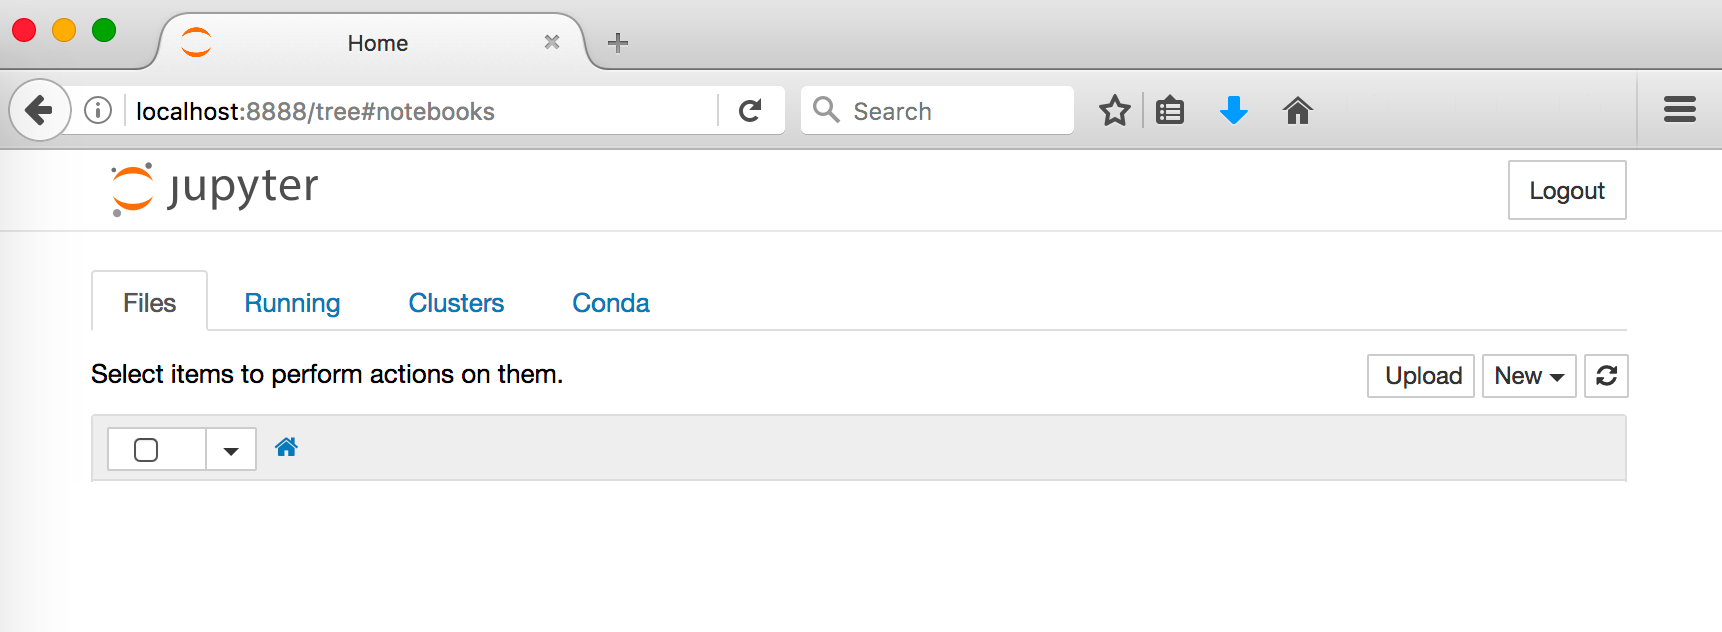 Home
localhost:8888/tree#notebooks
Search
jupyter
Logout
Files Running Clusters Conda
Select items to perform actions on them.
Upload New